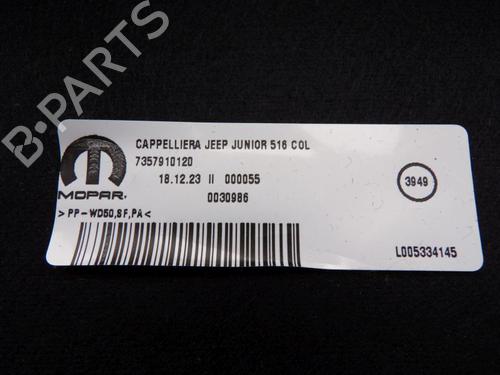 B-PARTS
CAPPELLIERA JEEP JUNIOR 516 COL
7357910120
18.12.23 II 000055
0030986
3949
MOPAR
>PP-WD50,SF,PA<
L005334145